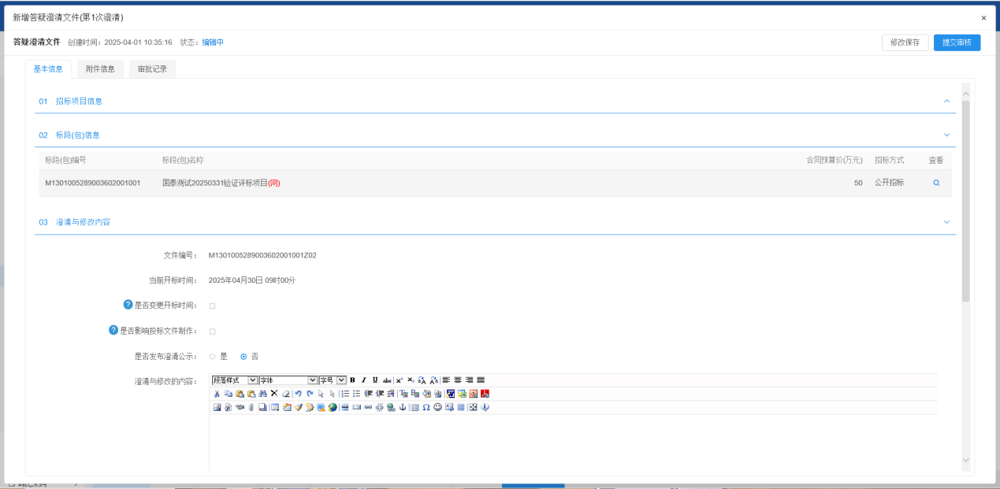 新增答疑澄清文件(第1次澄清)
×
答疑澄清文件 创建时间：2025-04-01 10:35:16 状态：编辑中
修改保存 提交审核
基本信息 附件信息 审批记录
01 招标项目信息
02 标段(包)信息
标段(包)编号 标段(包)名称 合同预算价(万元) 招标方式 查看
M1301005289003602001001 国泰测试20250331验证评标项目(网) 50 公开招标
03 澄清与修改内容
文件编号： M1301005289003602001001Z02
当前开标时间： 2025年04月30日 09时00分
? 是否变更开标时间：
? 是否影响投标文件制作：
是否发布澄清公示： 是 否
澄清与修改的内容： 段落样式 字体 字号 B I U abc x² x₂